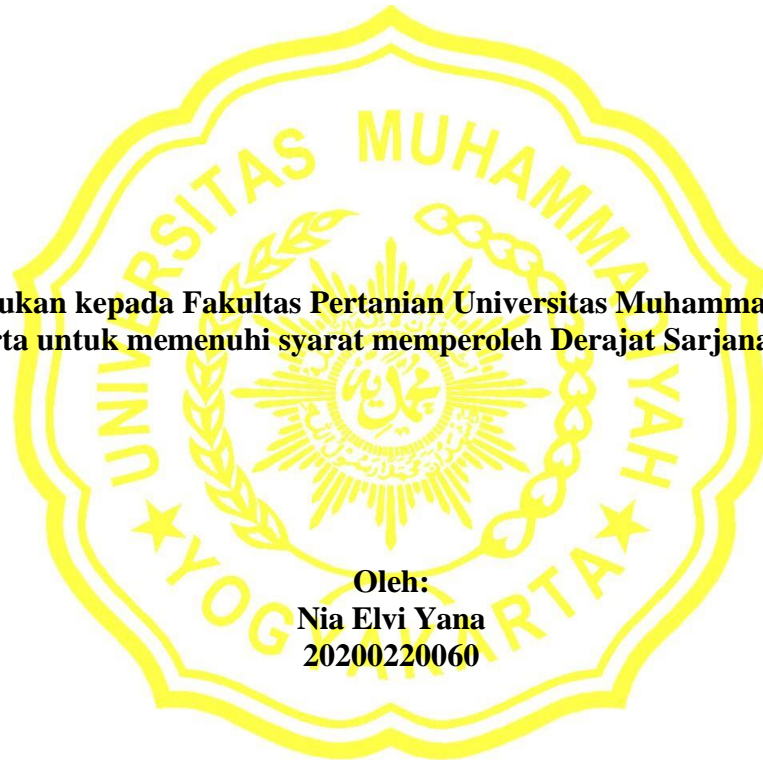 UNIVERSITAS MUHAMMADIYAH
ukan kepada Fakultas Pertanian Universitas Muhamma
rta untuk memenuhi syarat memperoleh Derajat Sarjana
Oleh:
Nia Elvi Yana
20200220060
★ YOGYAKARTA ★